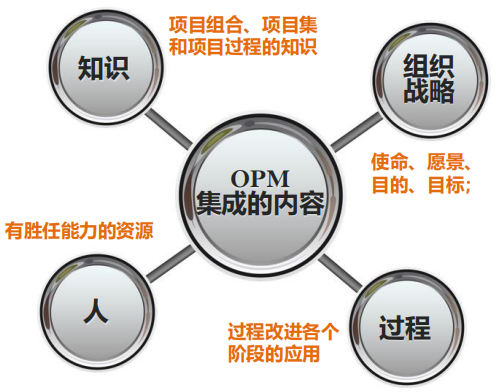 知识
项目组合、项目集
和项目过程的知识
组织
战略
使命、愿景、
目的、目标;
OPM
集成的内容
有胜任能力的资源
人
过程改进各个
阶段的应用
过程